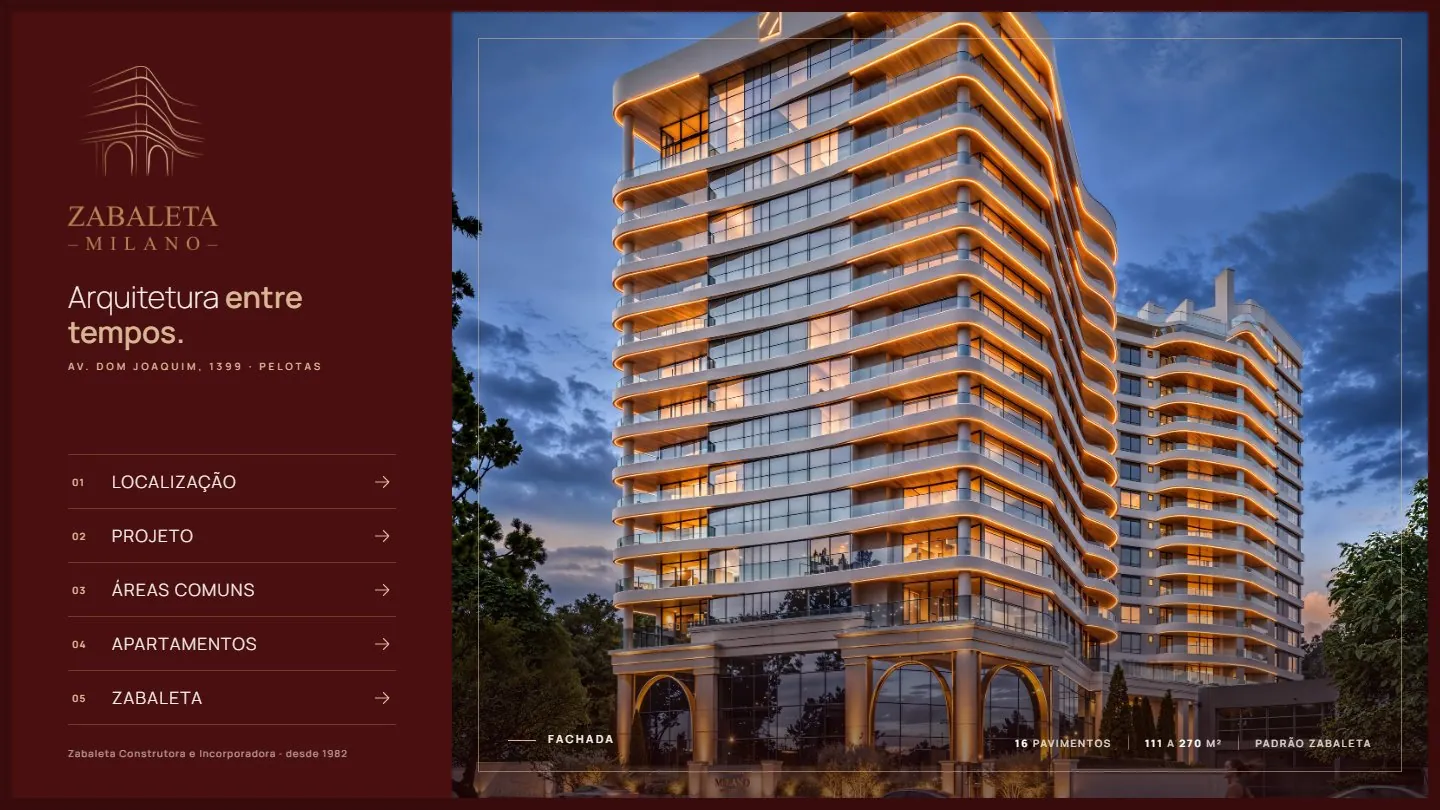 ZABALETA
– MILANO –
Arquitetura entre
tempos.
AV. DOM JOAQUIM, 1399 · PELOTAS
01 LOCALIZAÇÃO →
02 PROJETO →
03 ÁREAS COMUNS →
04 APARTAMENTOS →
05 ZABALETA →
Zabaleta Construtora e Incorporadora · desde 1982
FACHADA
16 PAVIMENTOS | 111 A 270 M² | PADRÃO ZABALETA
MILANO